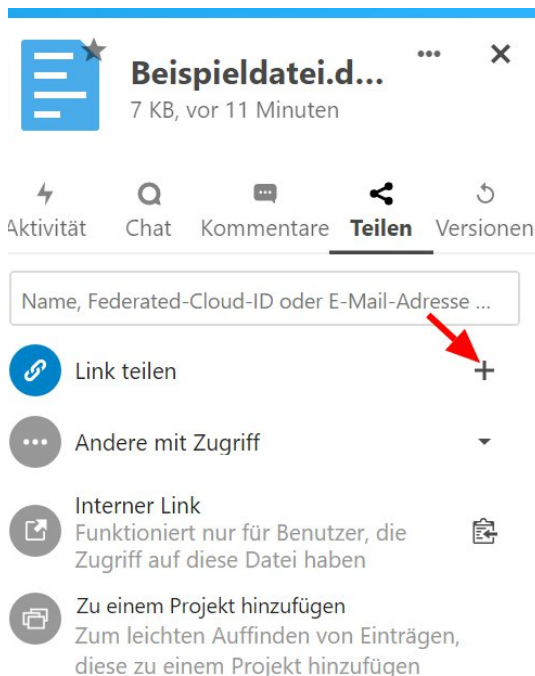 Beispieldatei.d...
7 KB, vor 11 Minuten
Aktivität Chat Kommentare Teilen Versionen
Name, Federated-Cloud-ID oder E-Mail-Adresse ...
Link teilen
Andere mit Zugriff
Interner Link
Funktioniert nur für Benutzer, die
Zugriff auf diese Datei haben
Zu einem Projekt hinzufügen
Zum leichten Auffinden von Einträgen,
diese zu einem Projekt hinzufügen